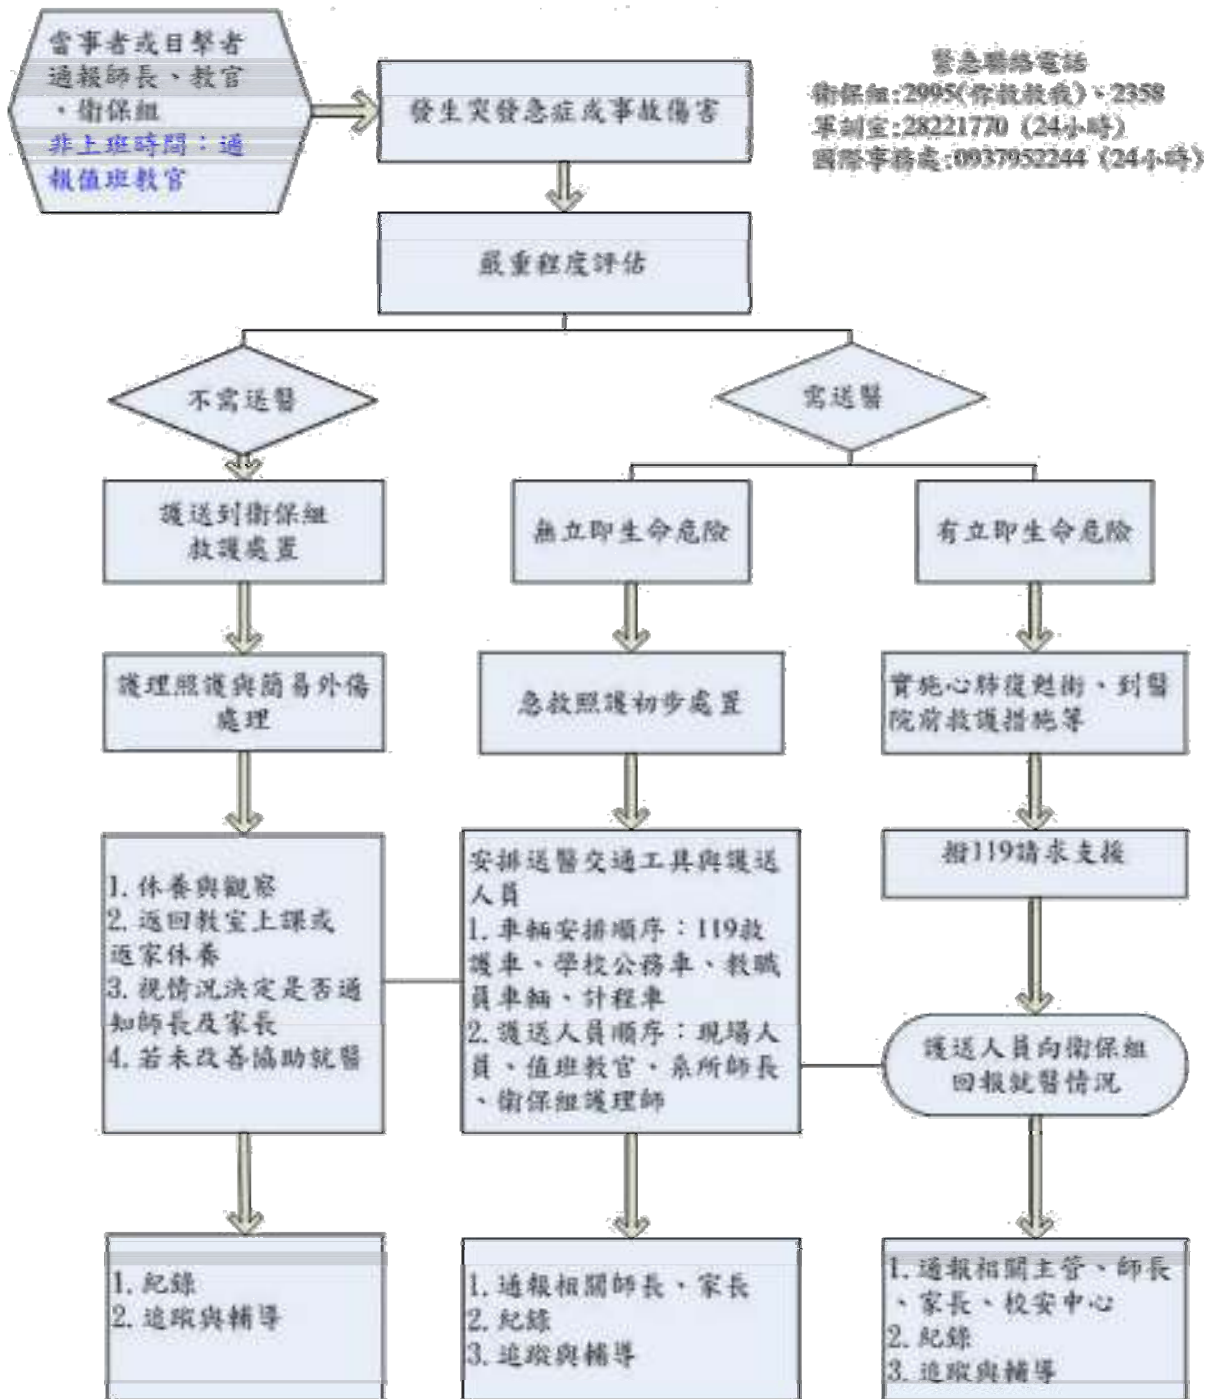 當事者或目擊者
通報師長、教官
、衛保組
非上班時間：通
報值班教官
發生突發急症或事故傷害
緊急聯絡電話
衛保組:2995(你救救我)、2358
軍訓室:28221770 (24小時)
國際事務處:0937952244 (24小時)
嚴重程度評估
不需送醫
需送醫
護送到衛保組
救護處置
無立即生命危險
有立即生命危險
護理照護與簡易外傷
處理
急救照護初步處置
實施心肺復甦術、到醫
院前救護措施等
1. 休養與觀察
2. 返回教室上課或
返家休養
3. 視情況決定是否通
知師長及家長
4. 若未改善協助就醫
安排送醫交通工具與護送
人員
1. 車輛安排順序：119救
護車、學校公務車、教職
員車輛、計程車
2. 護送人員順序：現場人
員、值班教官、系所師長
、衛保組護理師
撥119請求支援
護送人員向衛保組
回報就醫情況
1. 紀錄
2. 追蹤與輔導
1. 通報相關師長、家長
2. 紀錄
3. 追蹤與輔導
1. 通報相關主管、師長
、家長、校安中心
2. 紀錄
3. 追蹤與輔導